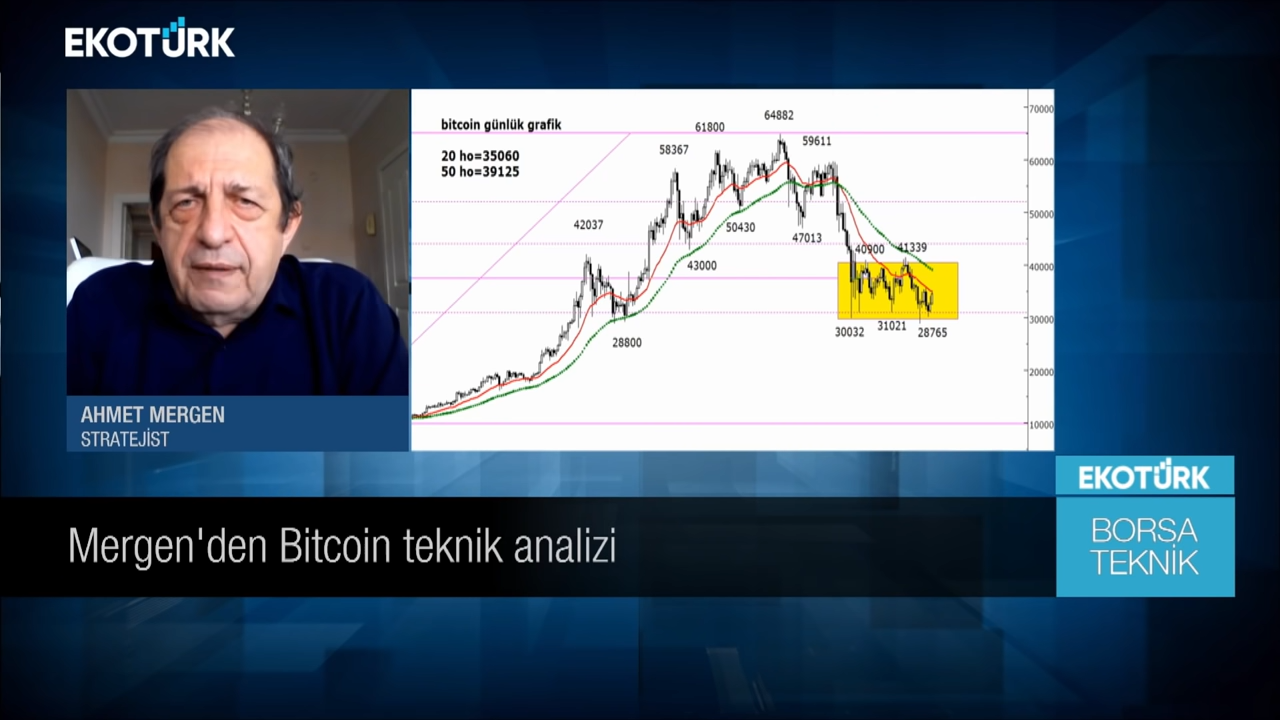 EKOTÜRK
bitcoin günlük grafik
20 ho=35060
50 ho=39125
64882
61800
59611
58367
42037
50430
47013
43000
40900
41339
28800
30032
31021
28765
70000
60000
50000
40000
30000
20000
10000
AHMET MERGEN
STRATEJİST
EKOTÜRK
BORSA
TEKNİK
Mergen'den Bitcoin teknik analizi